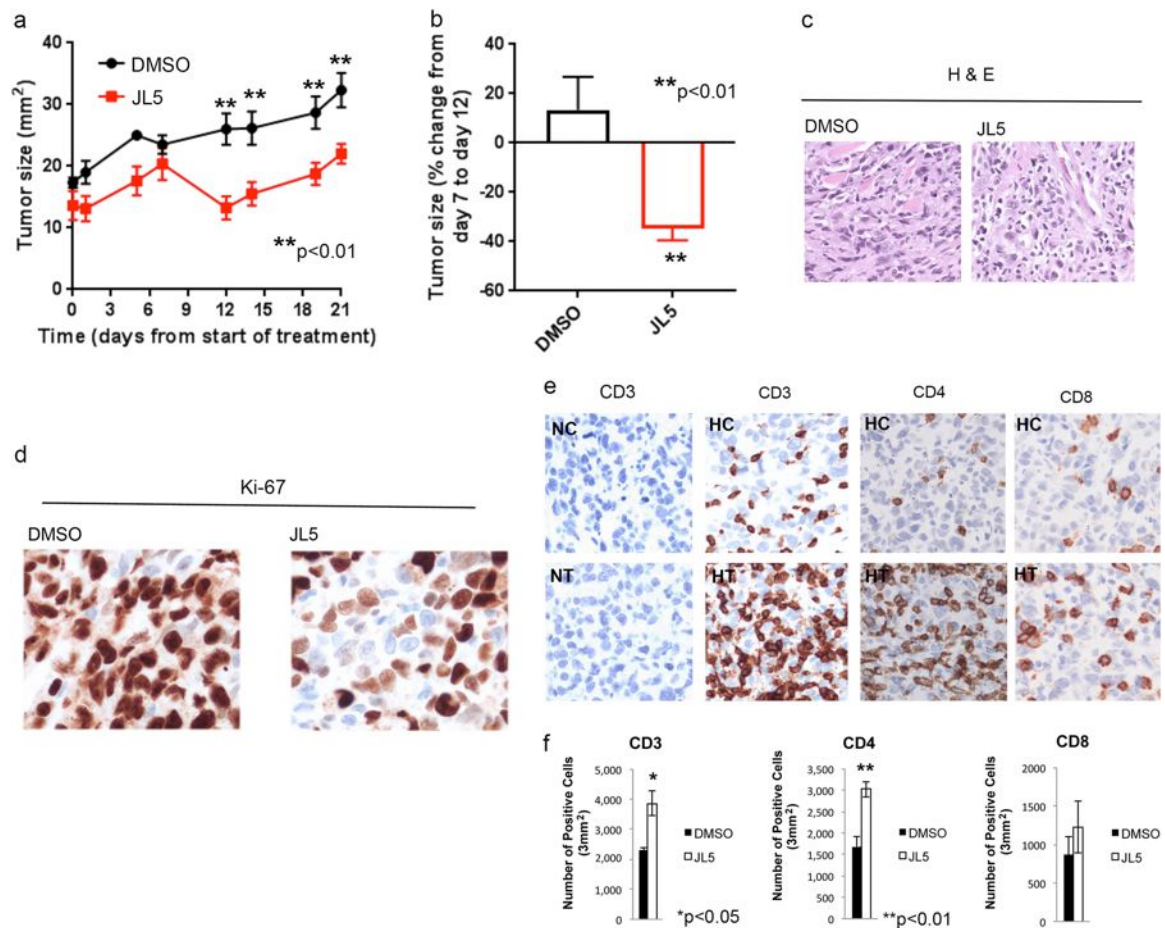 a
40
30
20
10
0
Tumor size (mm²)
DMSO
JL5
**
**
**
**
**p<0.01
0 3 6 9 12 15 18 21
Time (days from start of treatment)
b
40
20
0
-20
-40
-60
Tumor size (% change from
day 7 to day 12)
**p<0.01
**
DMSO
JL5
c
H & E
DMSO JL5
d
Ki-67
DMSO JL5
e
CD3 CD3 CD4 CD8
NC HC HC HC
NT HT HT HT
f
CD3
Number of Positive Cells
(3mm²)
5,000
4,000
3,000
2,000
1,000
0
*
DMSO
JL5
*p<0.05
CD4
Number of Positive Cells
(3mm²)
3,500
3,000
2,500
2,000
1,500
1,000
500
0
**
DMSO
JL5
**p<0.01
CD8
Number of Positive Cells
(3mm²)
2000
1500
1000
500
0
DMSO
JL5